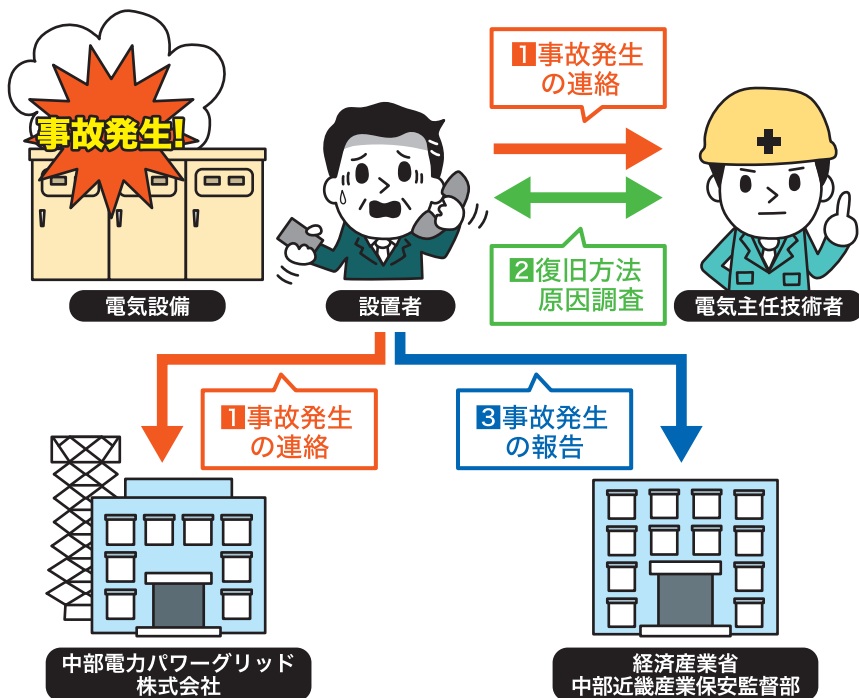 事故発生!
1事故発生
の連絡
2復旧方法
原因調査
電気設備
設置者
電気主任技術者
1事故発生
の連絡
3事故発生
の報告
中部電力パワーグリッド
株式会社
経済産業省
中部近畿産業保安監督部